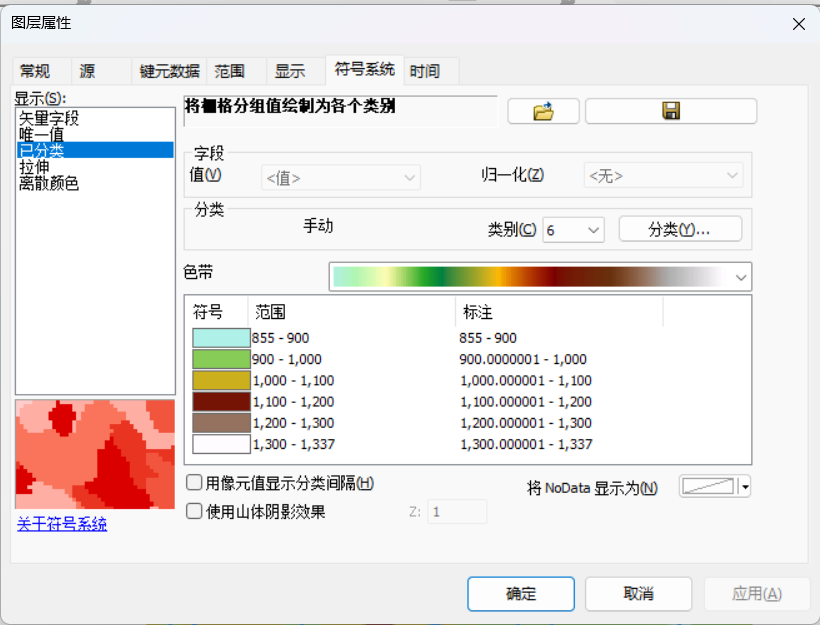 图层属性
常规 源 键元数据 范围 显示 符号系统 时间
显示(S):
矢量字段
唯一值
已分类
拉伸
离散颜色
关于符号系统
将栅格分组值绘制为各个类别
字段
值(V) <值> 归一化(Z) <无>
分类
手动 类别(C) 6 分类(Y)...
色带
符号 范围 标注
855 - 900 855 - 900
900 - 1,000 900.0000001 - 1,000
1,000 - 1,100 1,000.000001 - 1,100
1,100 - 1,200 1,100.000001 - 1,200
1,200 - 1,300 1,200.000001 - 1,300
1,300 - 1,337 1,300.000001 - 1,337
用像元值显示分类间隔(H) 将 NoData 显示为(N)
使用山体阴影效果 Z: 1
确定 取消 应用(A)